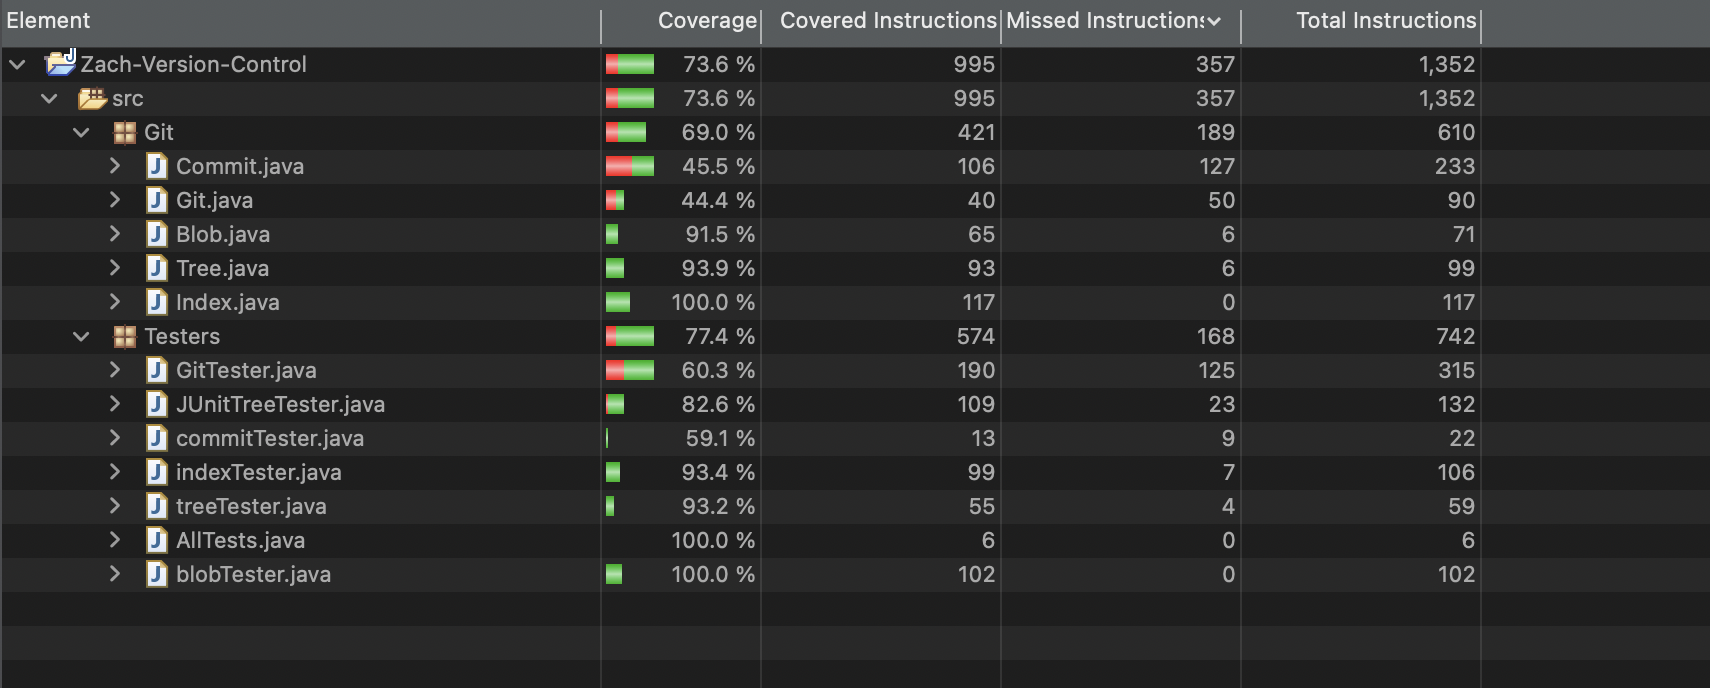 Element Coverage Covered Instructions Missed Instructions Total Instructions
Zach-Version-Control 73.6 % 995 357 1,352
src 73.6 % 995 357 1,352
Git 69.0 % 421 189 610
Commit.java 45.5 % 106 127 233
Git.java 44.4 % 40 50 90
Blob.java 91.5 % 65 6 71
Tree.java 93.9 % 93 6 99
Index.java 100.0 % 117 0 117
Testers 77.4 % 574 168 742
GitTester.java 60.3 % 190 125 315
JUnitTreeTester.java 82.6 % 109 23 132
commitTester.java 59.1 % 13 9 22
indexTester.java 93.4 % 99 7 106
treeTester.java 93.2 % 55 4 59
AllTests.java 100.0 % 6 0 6
blobTester.java 100.0 % 102 0 102